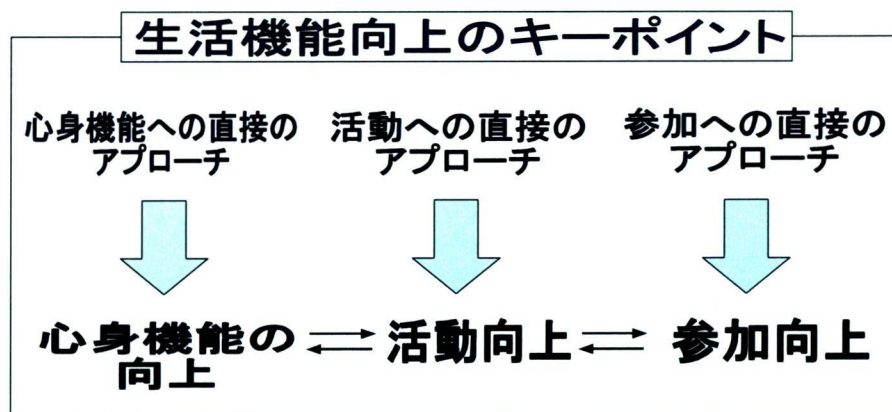 生活機能向上のキーポイント
心身機能への直接の
アプローチ
活動への直接の
アプローチ
参加への直接の
アプローチ
心身機能の
向上
活動向上
参加向上